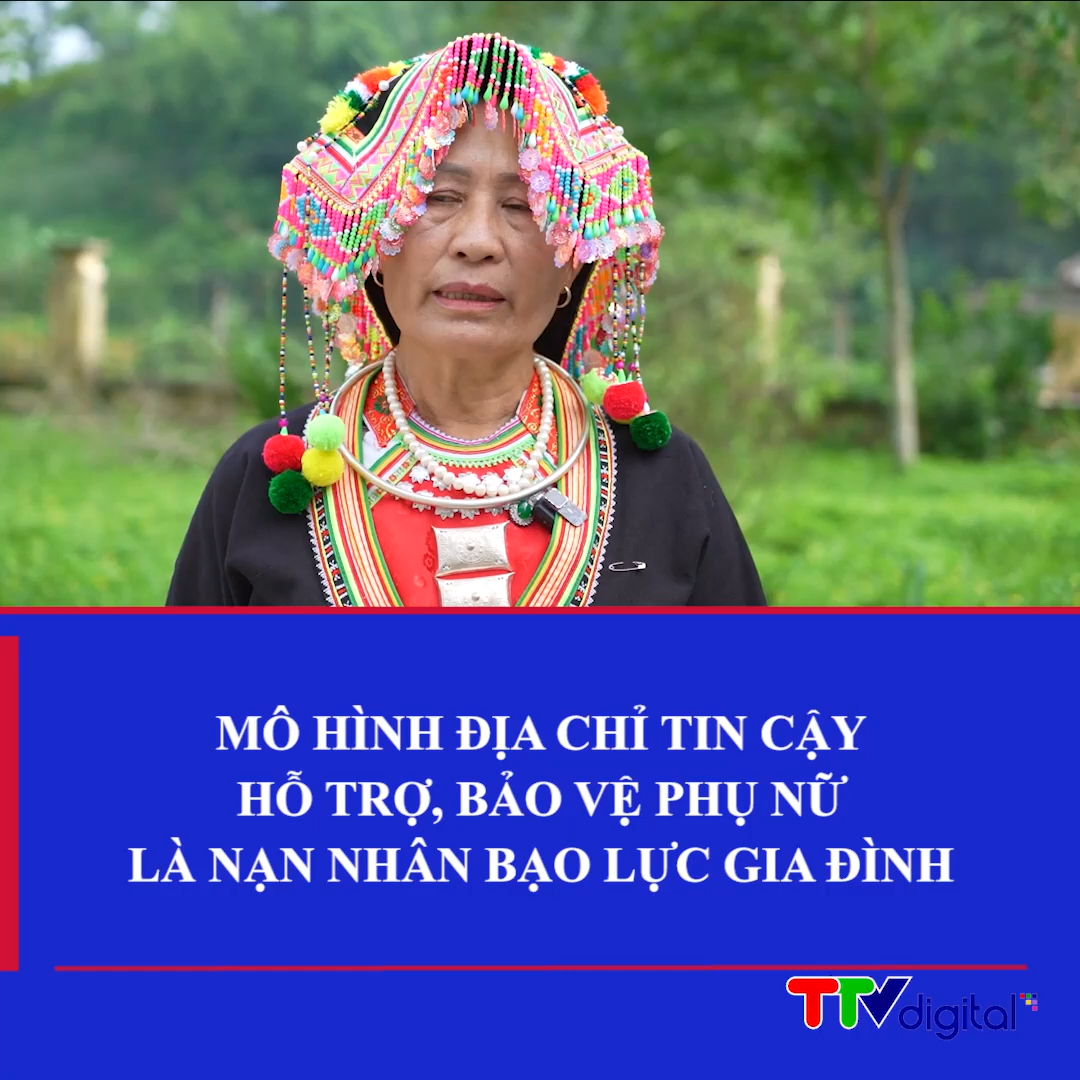 MÔ HÌNH ĐỊA CHỈ TIN CẬY
HỖ TRỢ, BẢO VỆ PHỤ NỮ
LÀ NẠN NHÂN BẠO LỰC GIA ĐÌNH
TTV digital